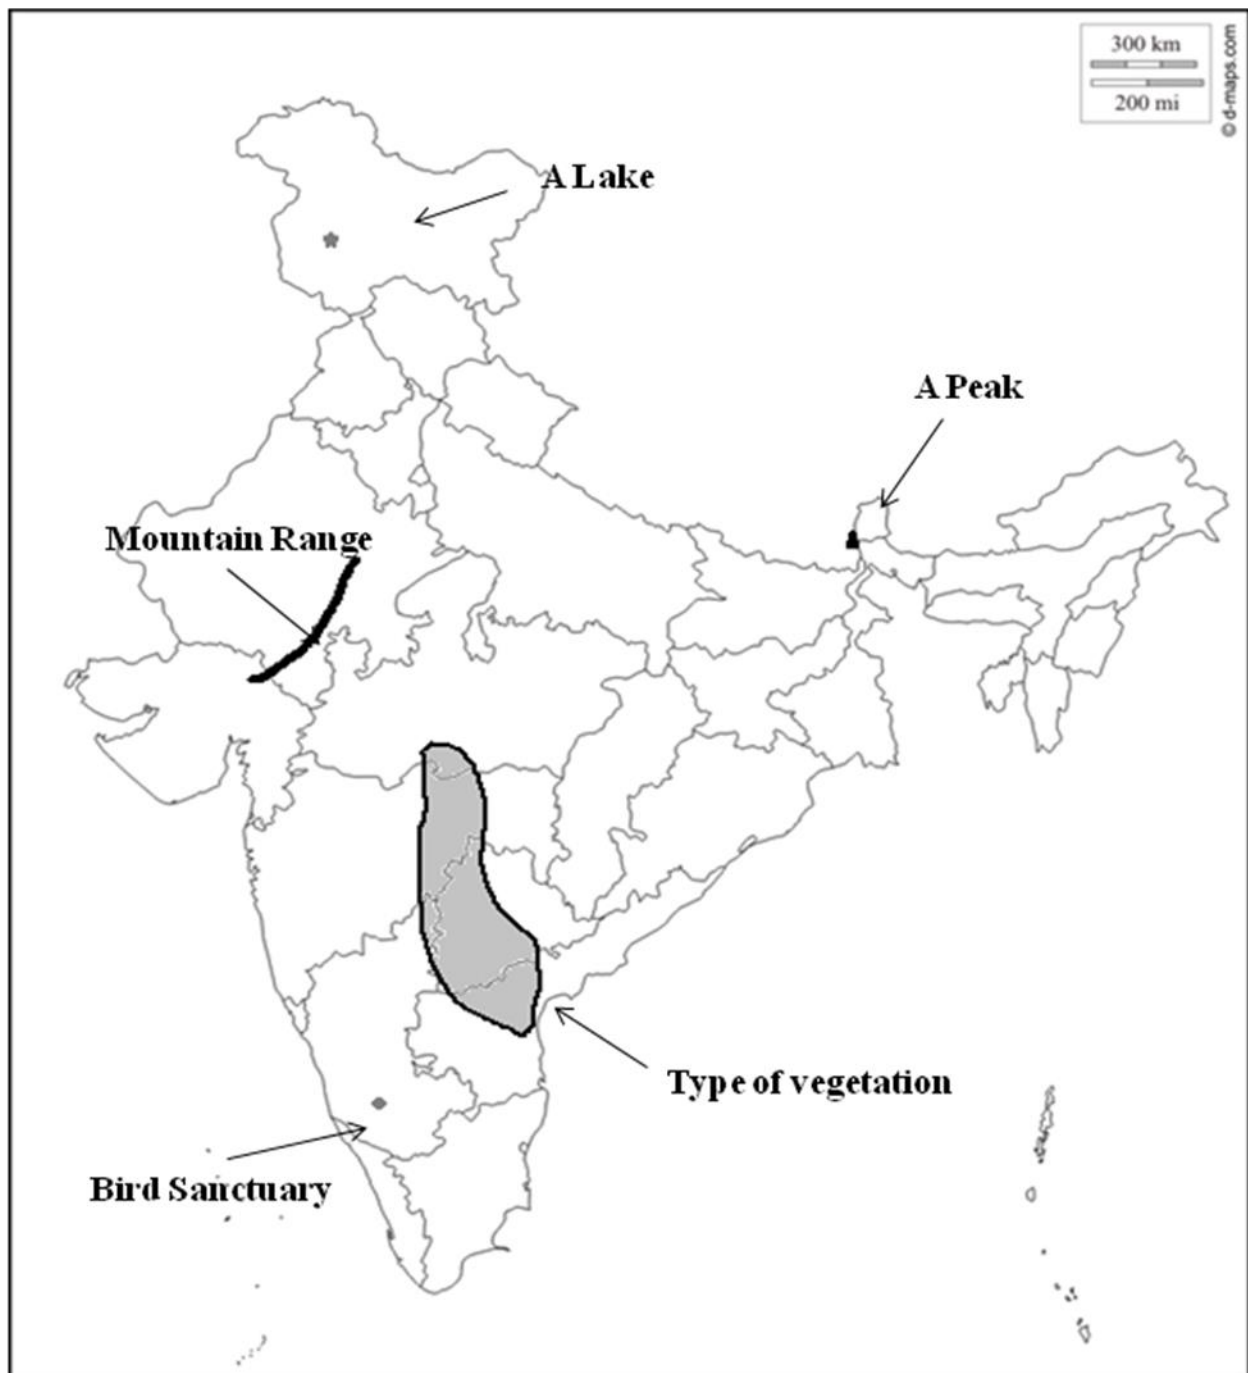 300 km
200 mi
© d-maps.com
A Lake
A Peak
Mountain Range
Type of vegetation
Bird Sanctuary